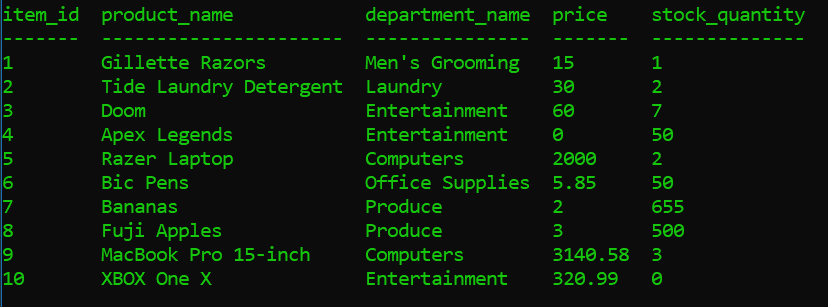 item_id  product_name            department_name  price    stock_quantity
-------  ----------------------  ---------------  -------  --------------
1        Gillette Razors         Men's Grooming   15       1
2        Tide Laundry Detergent  Laundry          30       2
3        Doom                    Entertainment    60       7
4        Apex Legends            Entertainment    0        50
5        Razer Laptop            Computers        2000     2
6        Bic Pens                Office Supplies  5.85     50
7        Bananas                 Produce          2        655
8        Fuji Apples             Produce          3        500
9        MacBook Pro 15-inch     Computers        3140.58  3
10       XBOX One X              Entertainment    320.99   0